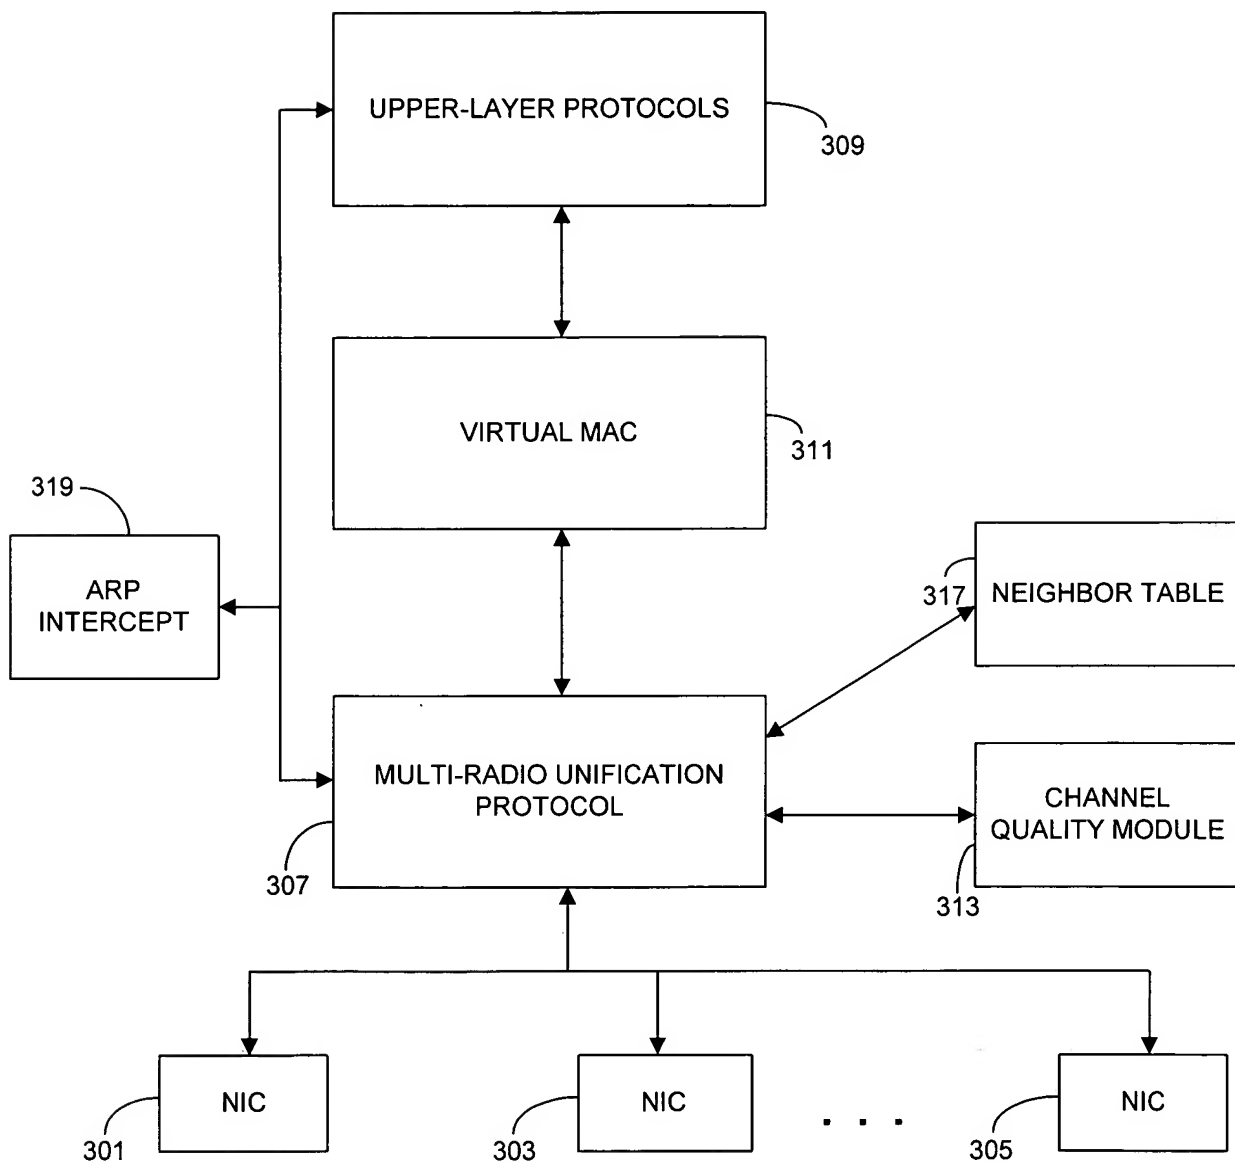 UPPER-LAYER PROTOCOLS
309
VIRTUAL MAC
311
319
ARP
INTERCEPT
317
NEIGHBOR TABLE
MULTI-RADIO UNIFICATION
PROTOCOL
307
CHANNEL
QUALITY MODULE
313
NIC
301
NIC
303
. . .
NIC
305